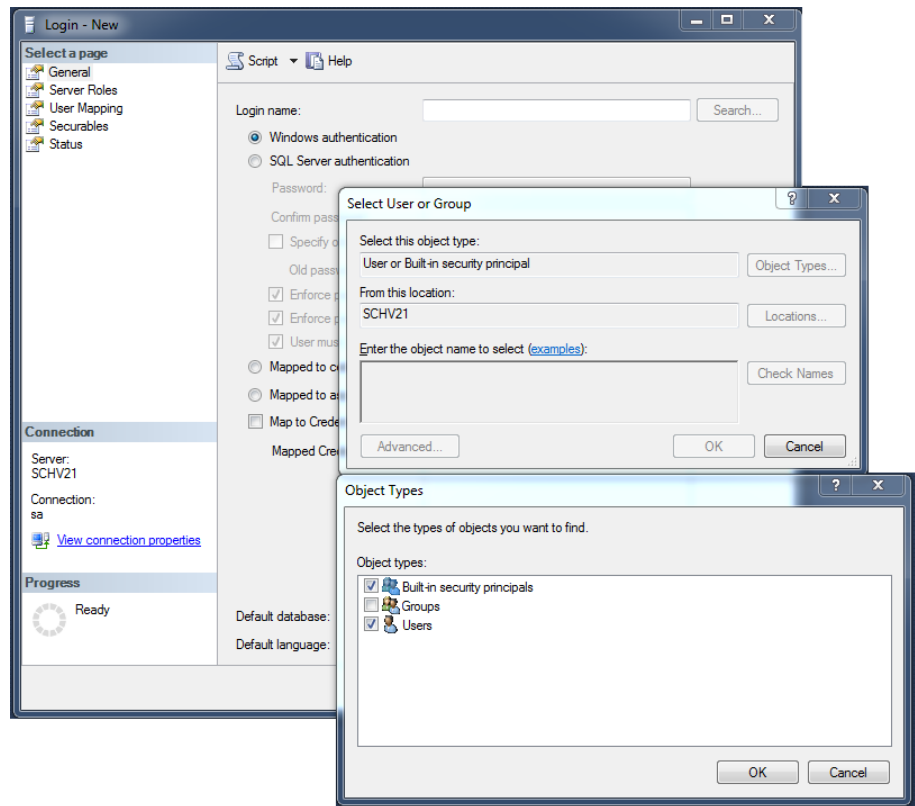 Login - New
Select a page
General
Server Roles
User Mapping
Securables
Status
Script Help
Login name: Search...
Windows authentication
SQL Server authentication
Password:
Confirm pass
Specify o
Old passw
Enforce p
Enforce p
User mus
Mapped to ce
Mapped to as
Map to Crede
Mapped Cre
Default database:
Default language:
Connection
Server:
SCHV21
Connection:
sa
View connection properties
Progress
Ready
Select User or Group
Select this object type:
User or Built-in security principal Object Types...
From this location:
SCHV21 Locations...
Enter the object name to select (examples):
Check Names
Advanced... OK Cancel
Object Types
Select the types of objects you want to find.
Object types:
Built-in security principals
Groups
Users
OK Cancel